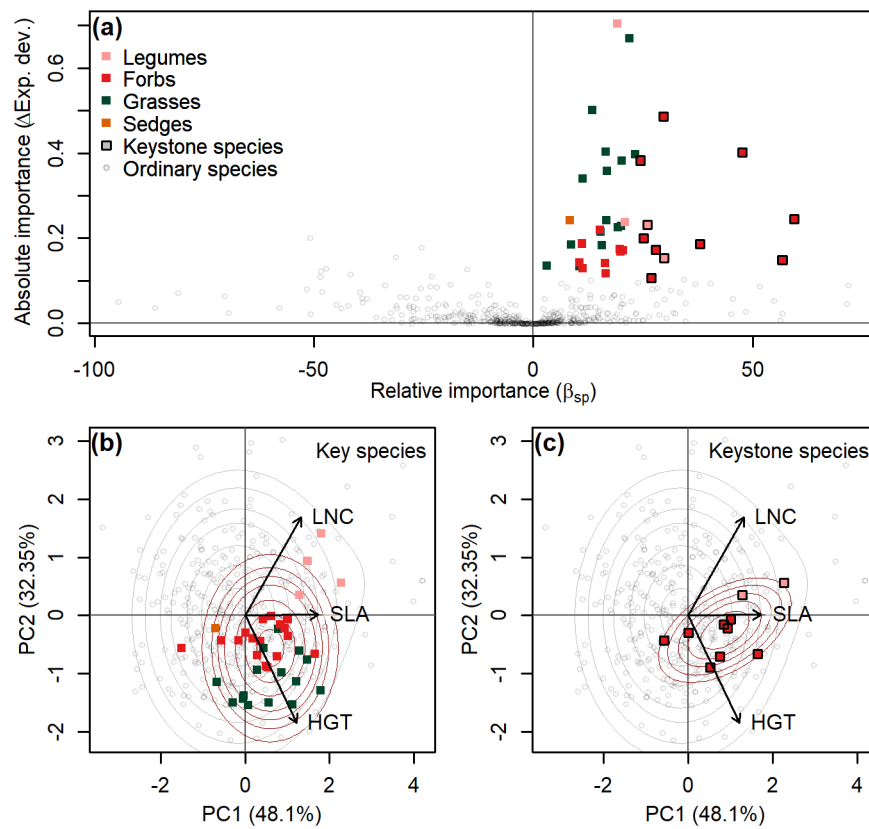 (a)
Legumes
Forbs
Grasses
Sedges
Keystone species
Ordinary species
Absolute importance (ΔExp. dev.)
0.0
0.2
0.4
0.6
-100
-50
0
50
Relative importance (βsp)
(b)
Key species
LNC
SLA
HGT
PC2 (32.35%)
3
2
1
0
-1
-2
-2
0
2
4
PC1 (48.1%)
(c)
Keystone species
LNC
SLA
HGT
PC2 (32.35%)
3
2
1
0
-1
-2
-2
0
2
4
PC1 (48.1%)